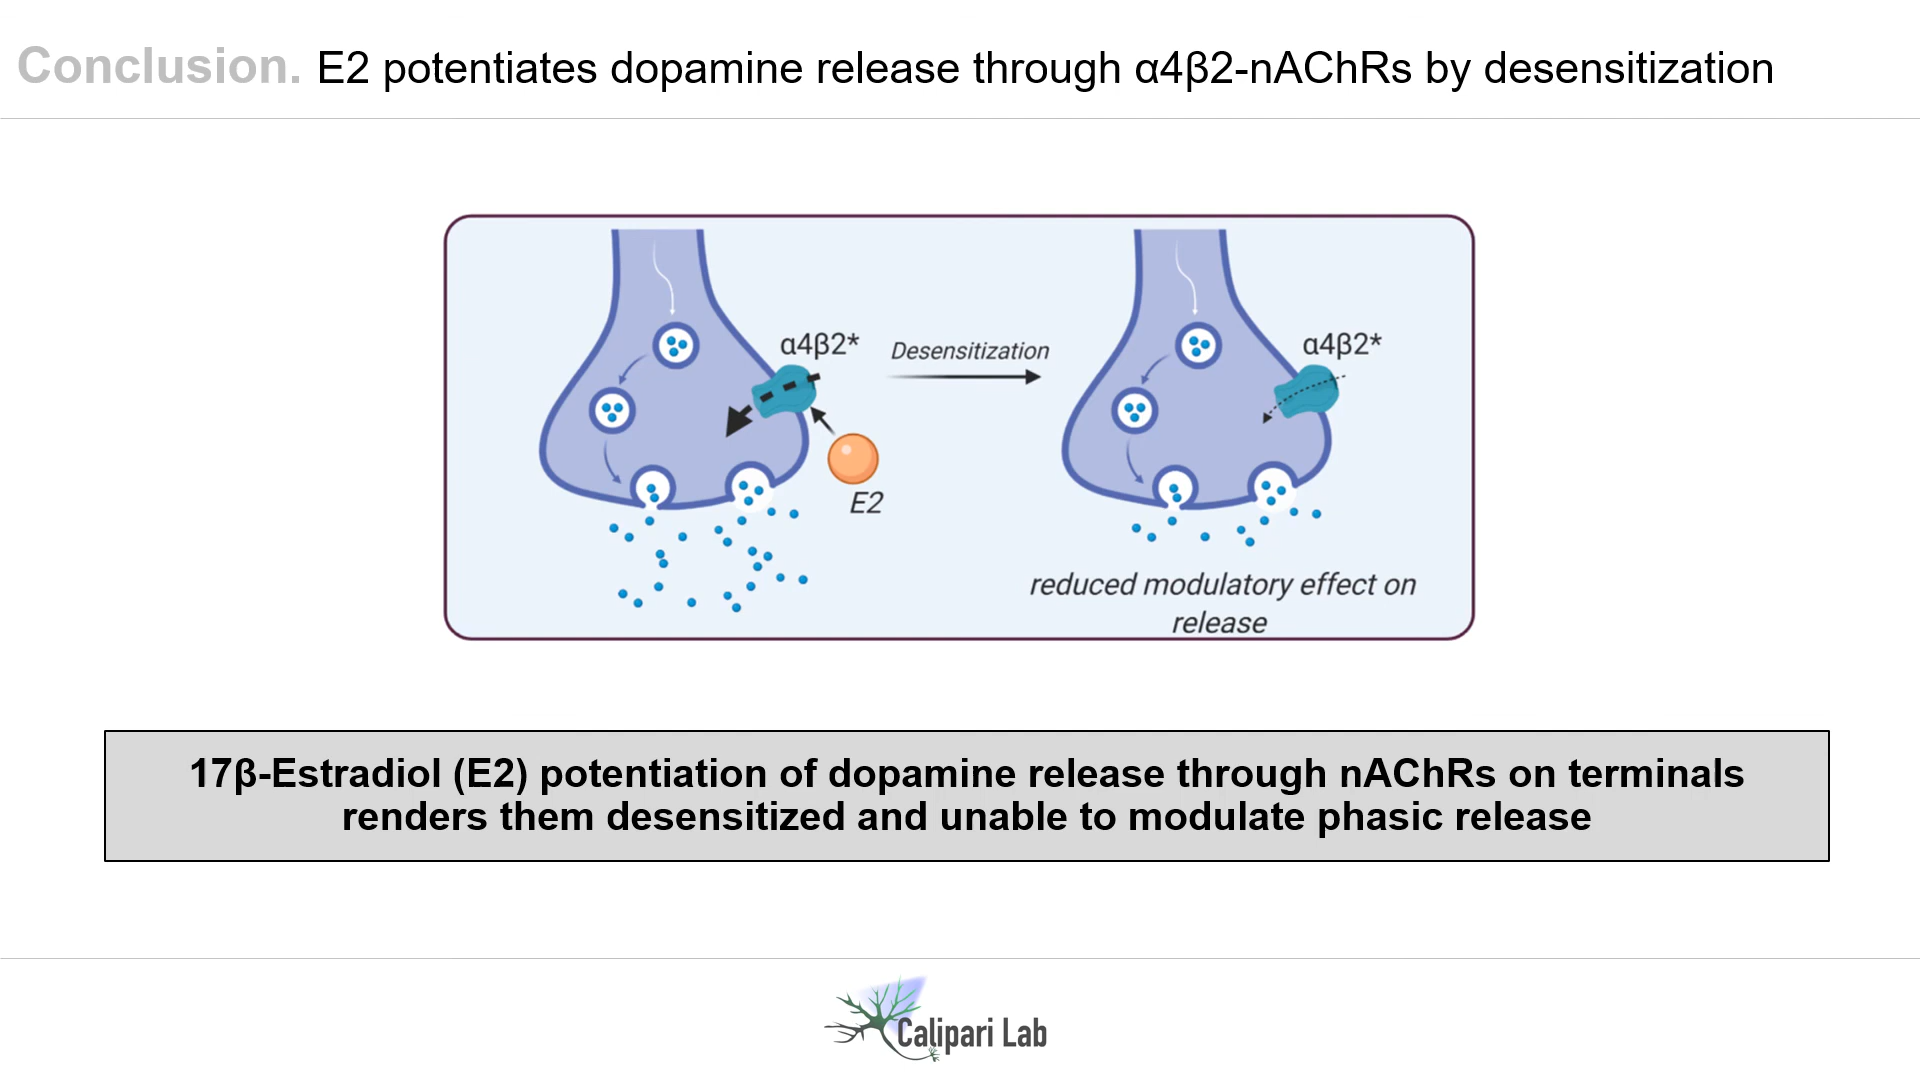 Conclusion. E2 potentiates dopamine release through α4β2-nAChRs by desensitization
α4β2*
Desensitization
α4β2*
E2
reduced modulatory effect on
release
17β-Estradiol (E2) potentiation of dopamine release through nAChRs on terminals
renders them desensitized and unable to modulate phasic release
Calipari Lab